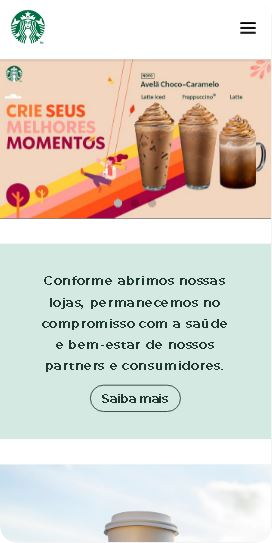 NOVO
Avelã Choco-Caramelo
Latte Iced Frappuccino® Latte
CRIE SEUS
MELHORES
MOMENTOS
Conforme abrimos nossas
lojas, permanecemos no
compromisso com a saúde
e bem-estar de nossos
partners e consumidores.
Saiba mais